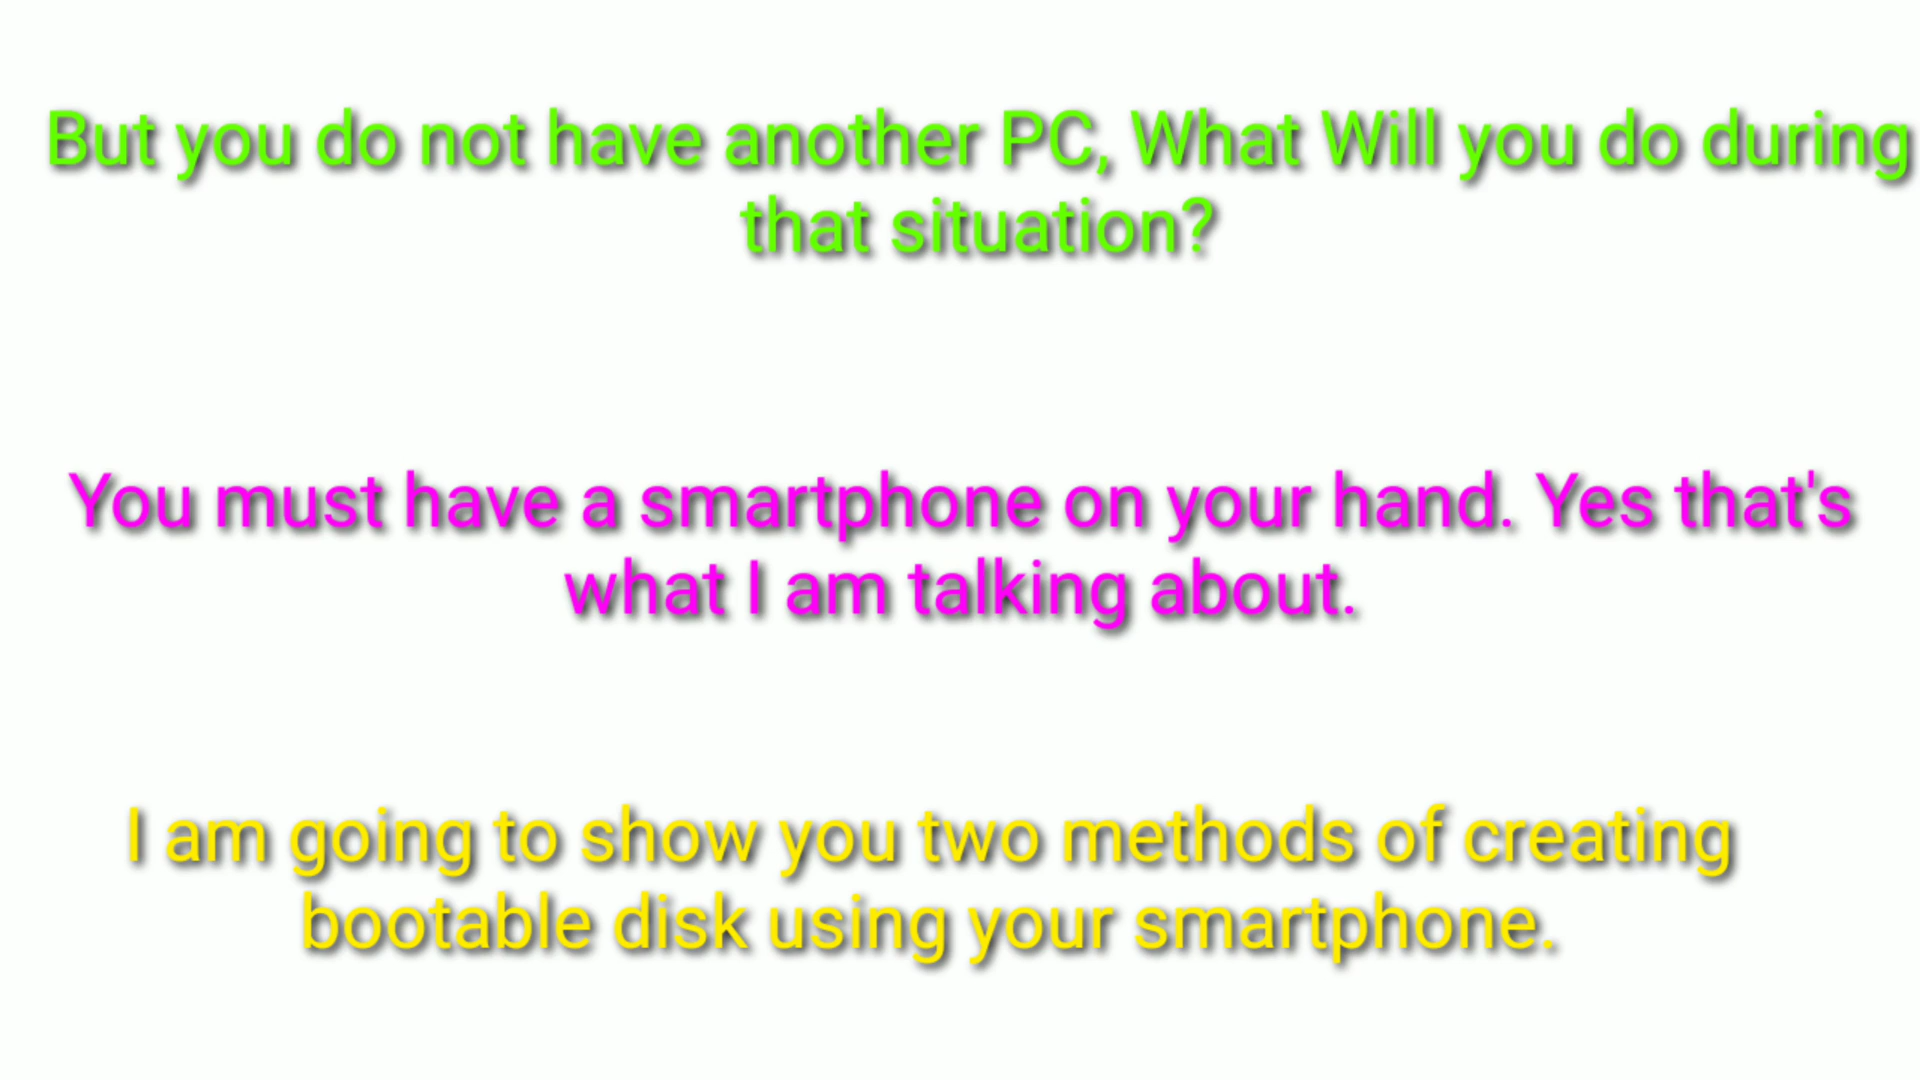 But you do not have another PC, What Will you do during
that situation?
You must have a smartphone on your hand. Yes that's
what I am talking about.
I am going to show you two methods of creating
bootable disk using your smartphone.